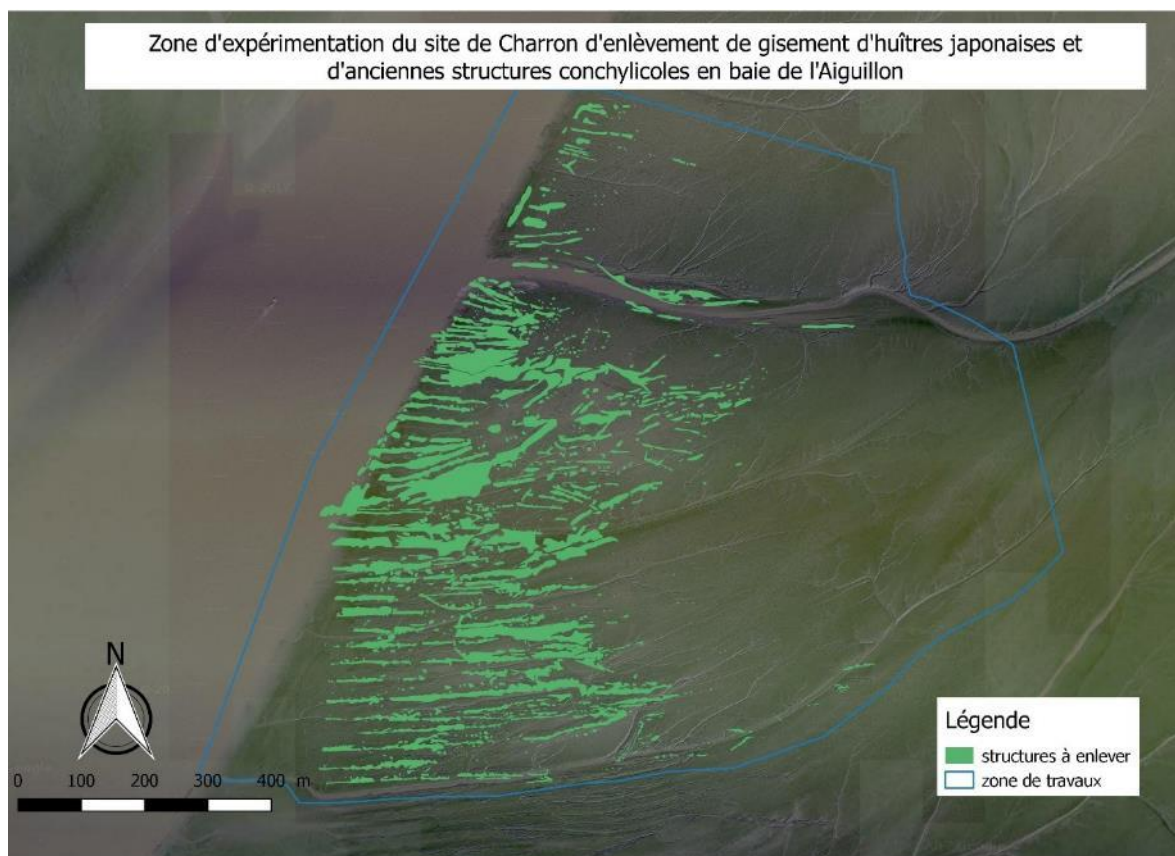 Zone d'expérimentation du site de Charron d'enlèvement de gisement d'huîtres japonaises et
d'anciennes structures conchylicoles en baie de l'Aiguillon
N
0 100 200 300 400 m
Légende
structures à enlever
zone de travaux